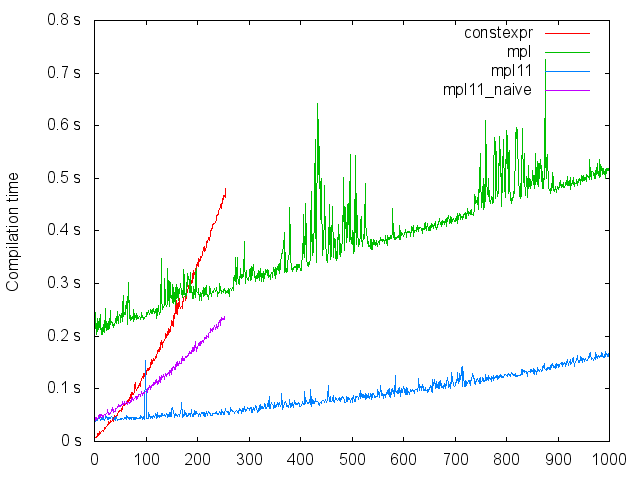 0.8 s
0.7 s
0.6 s
0.5 s
0.4 s
0.3 s
0.2 s
0.1 s
0 s
Compilation time
constexpr
mpl
mpl11
mpl11_naive
0 100 200 300 400 500 600 700 800 900 1000